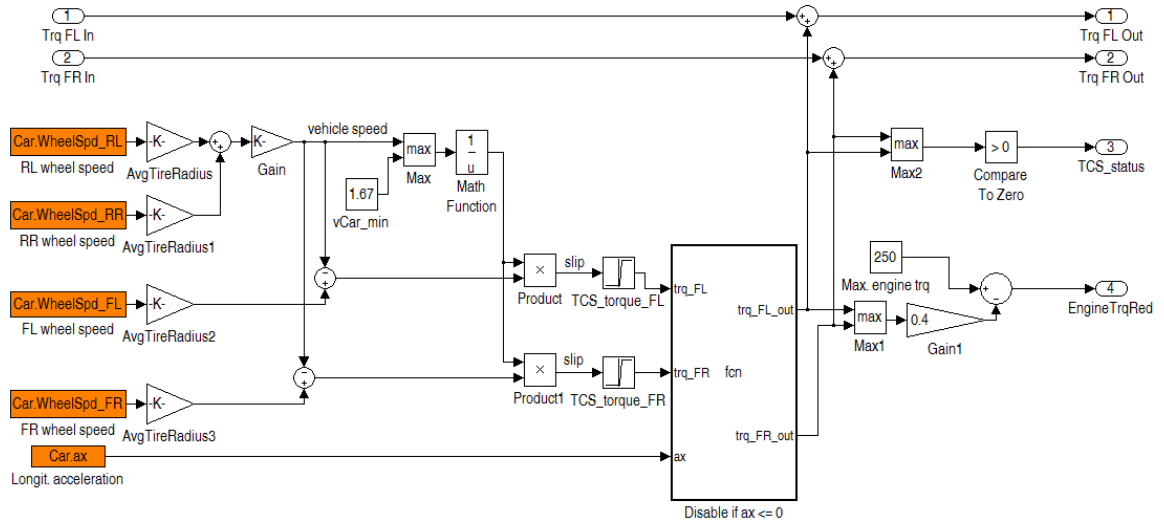 1
1
Trq FL In
Trq FL Out
2
2
Trq FR In
Trq FR Out
vehicle speed
Car.WheelSpd_RL
-K-
K-
max
1
u
max
> 0
3
RL wheel speed
AvgTireRadius
Gain
Max
Math
Function
Max2
Compare
To Zero
TCS_status
1.67
vCar_min
Car.WheelSpd_RR
-K-
RR wheel speed
AvgTireRadius1
slip
250
Product
TCS_torque_FL
Max. engine trq
4
EngineTrqRed
Car.WheelSpd_FL
-K-
FL wheel speed
AvgTireRadius2
trq_FL
trq_FL_out
max
0.4
Max1
Gain1
slip
trq_FR
fcn
Product1
TCS_torque_FR
Car.WheelSpd_FR
-K-
FR wheel speed
AvgTireRadius3
trq_FR_out
Car.ax
ax
Longit. acceleration
Disable if ax <= 0